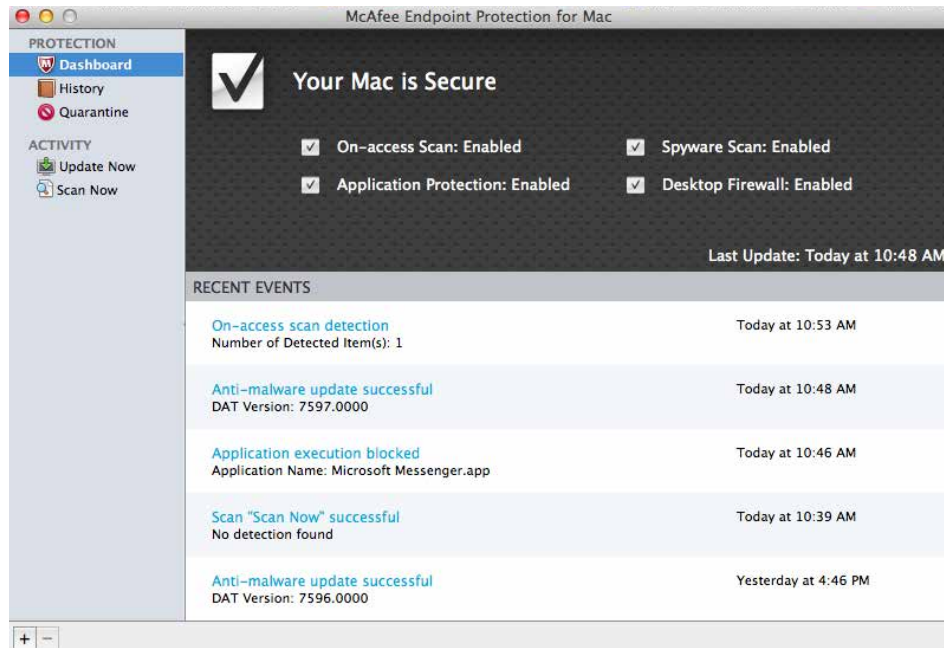 McAfee Endpoint Protection for Mac
PROTECTION
Dashboard
History
Quarantine
ACTIVITY
Update Now
Scan Now
Your Mac is Secure
On-access Scan: Enabled
Spyware Scan: Enabled
Application Protection: Enabled
Desktop Firewall: Enabled
Last Update: Today at 10:48 AM
RECENT EVENTS
On-access scan detection
Today at 10:53 AM
Number of Detected Item(s): 1
Anti-malware update successful
Today at 10:48 AM
DAT Version: 7597.0000
Application execution blocked
Today at 10:46 AM
Application Name: Microsoft Messenger.app
Scan "Scan Now" successful
Today at 10:39 AM
No detection found
Anti-malware update successful
Yesterday at 4:46 PM
DAT Version: 7596.0000